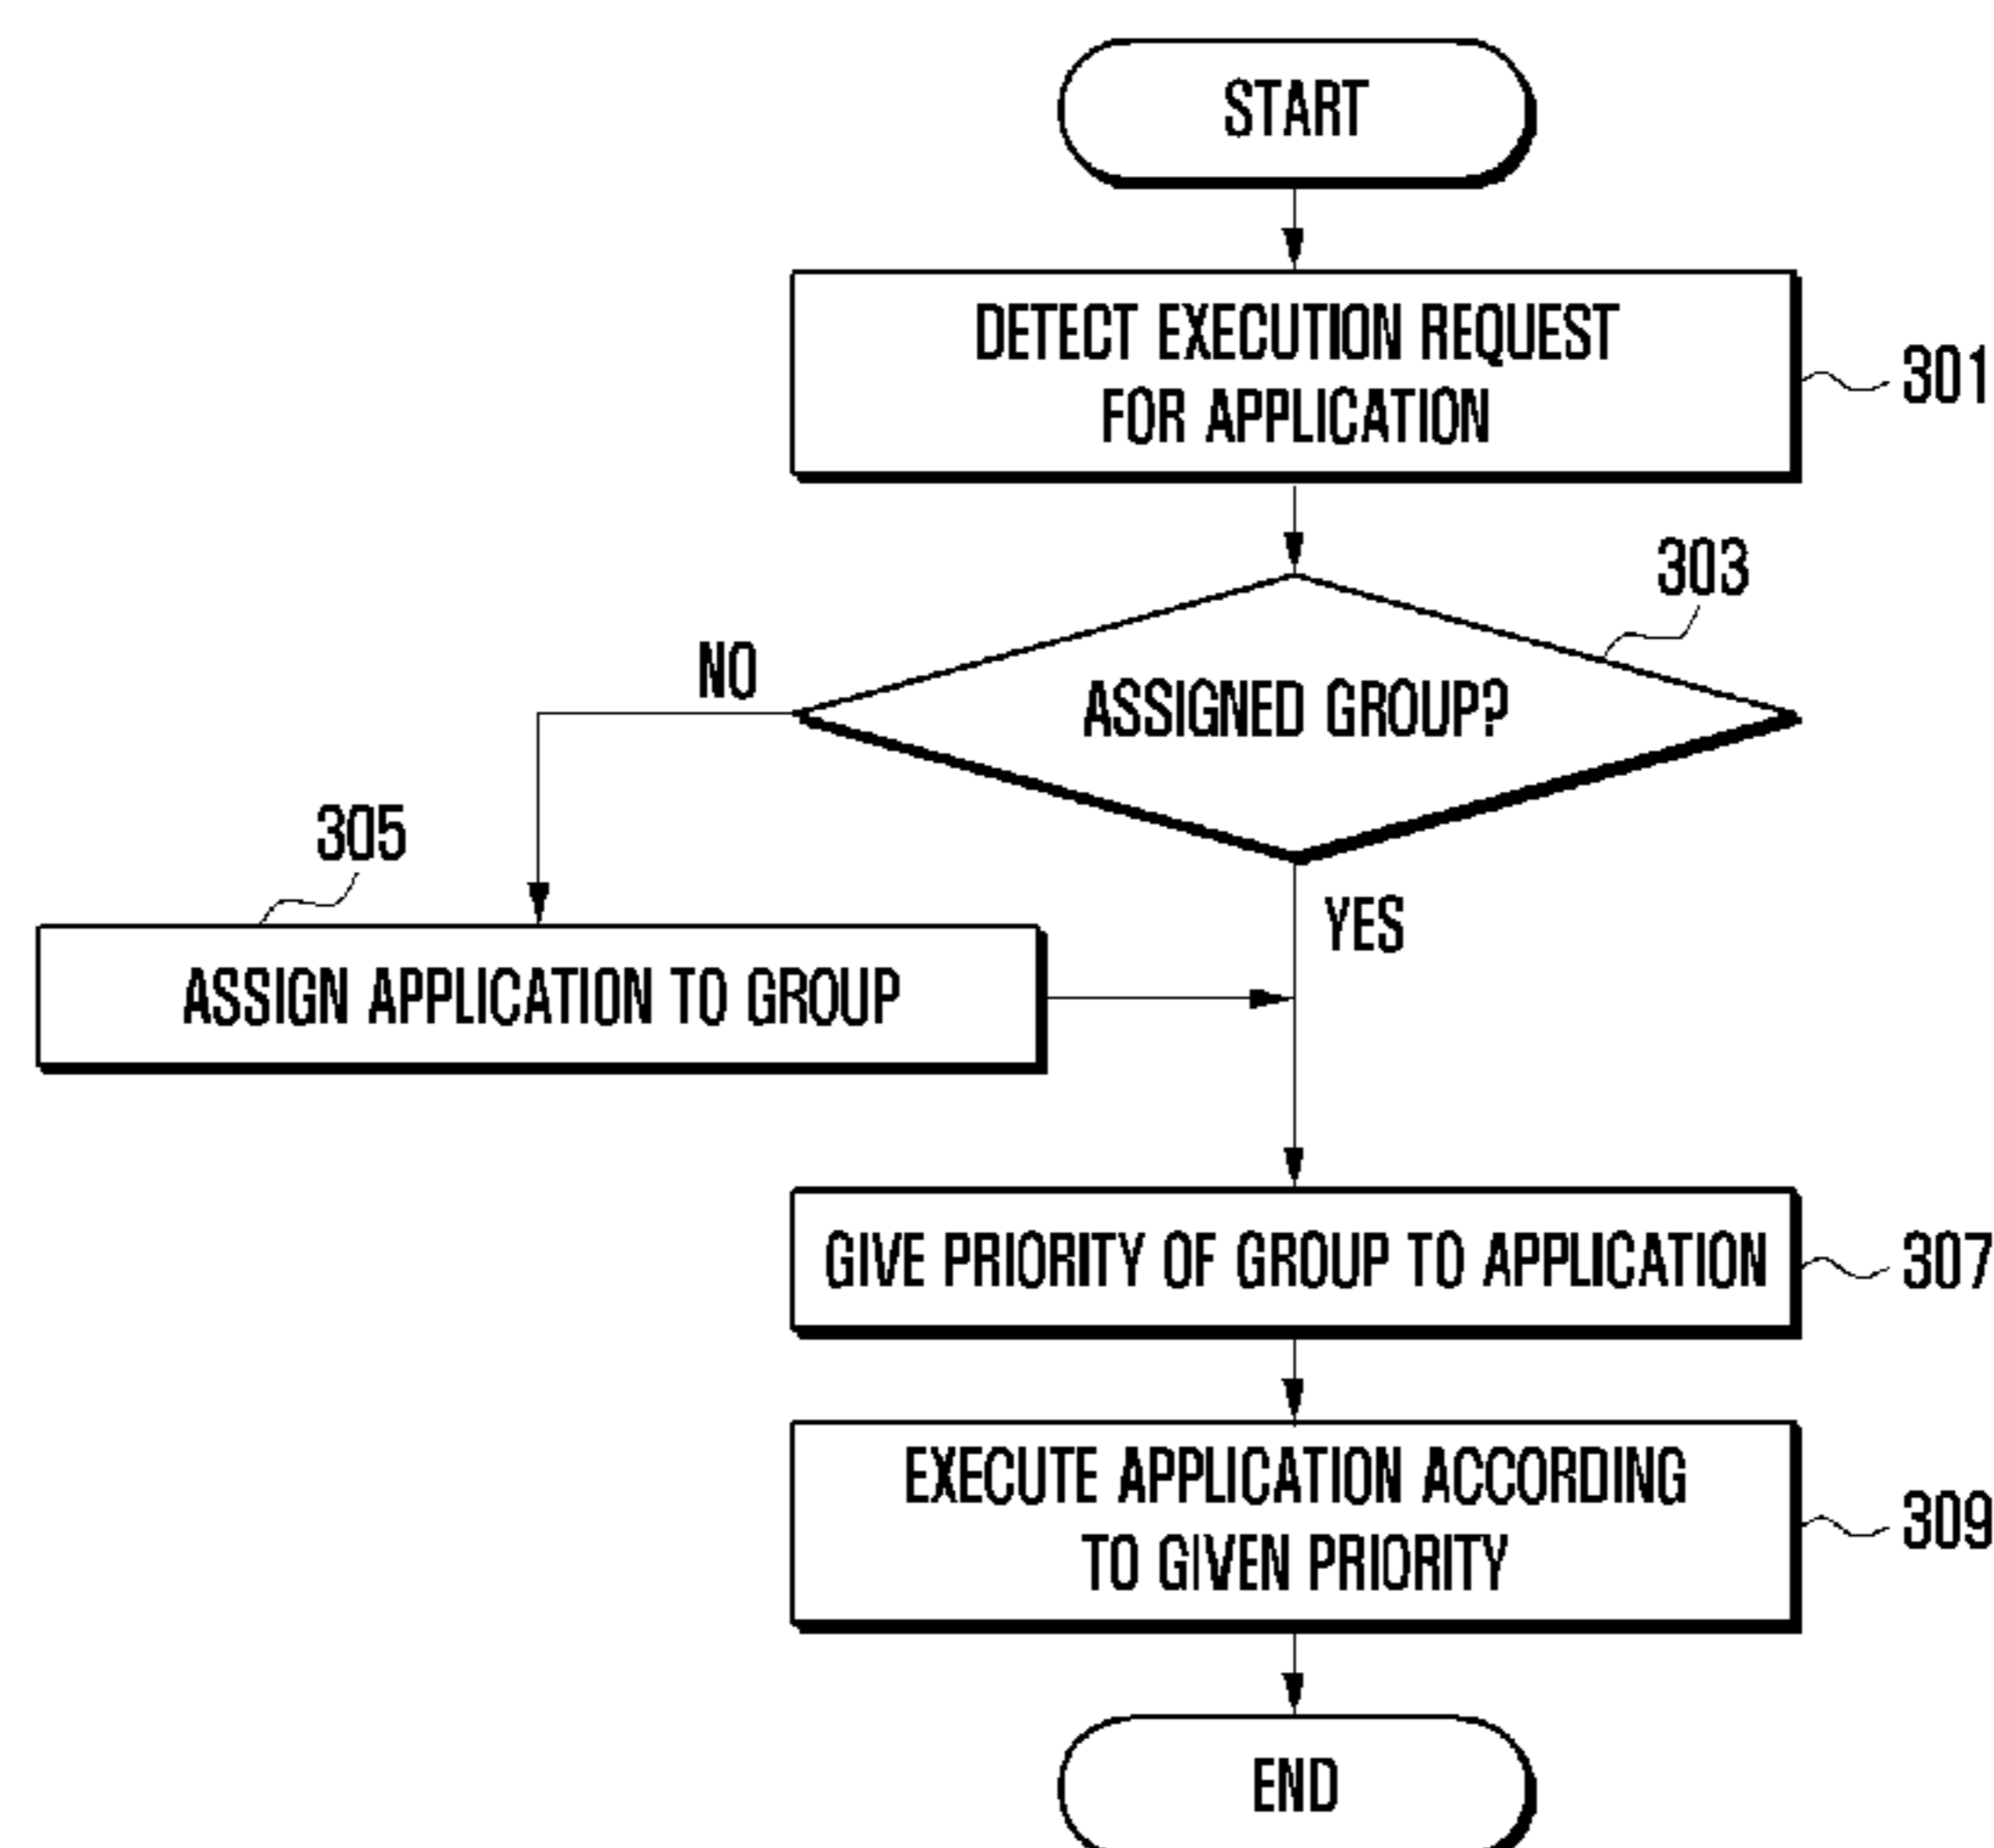 START
DETECT EXECUTION REQUEST
FOR APPLICATION
301
303
ASSIGNED GROUP?
NO
YES
305
ASSIGN APPLICATION TO GROUP
GIVE PRIORITY OF GROUP TO APPLICATION
307
EXECUTE APPLICATION ACCORDING
TO GIVEN PRIORITY
309
END